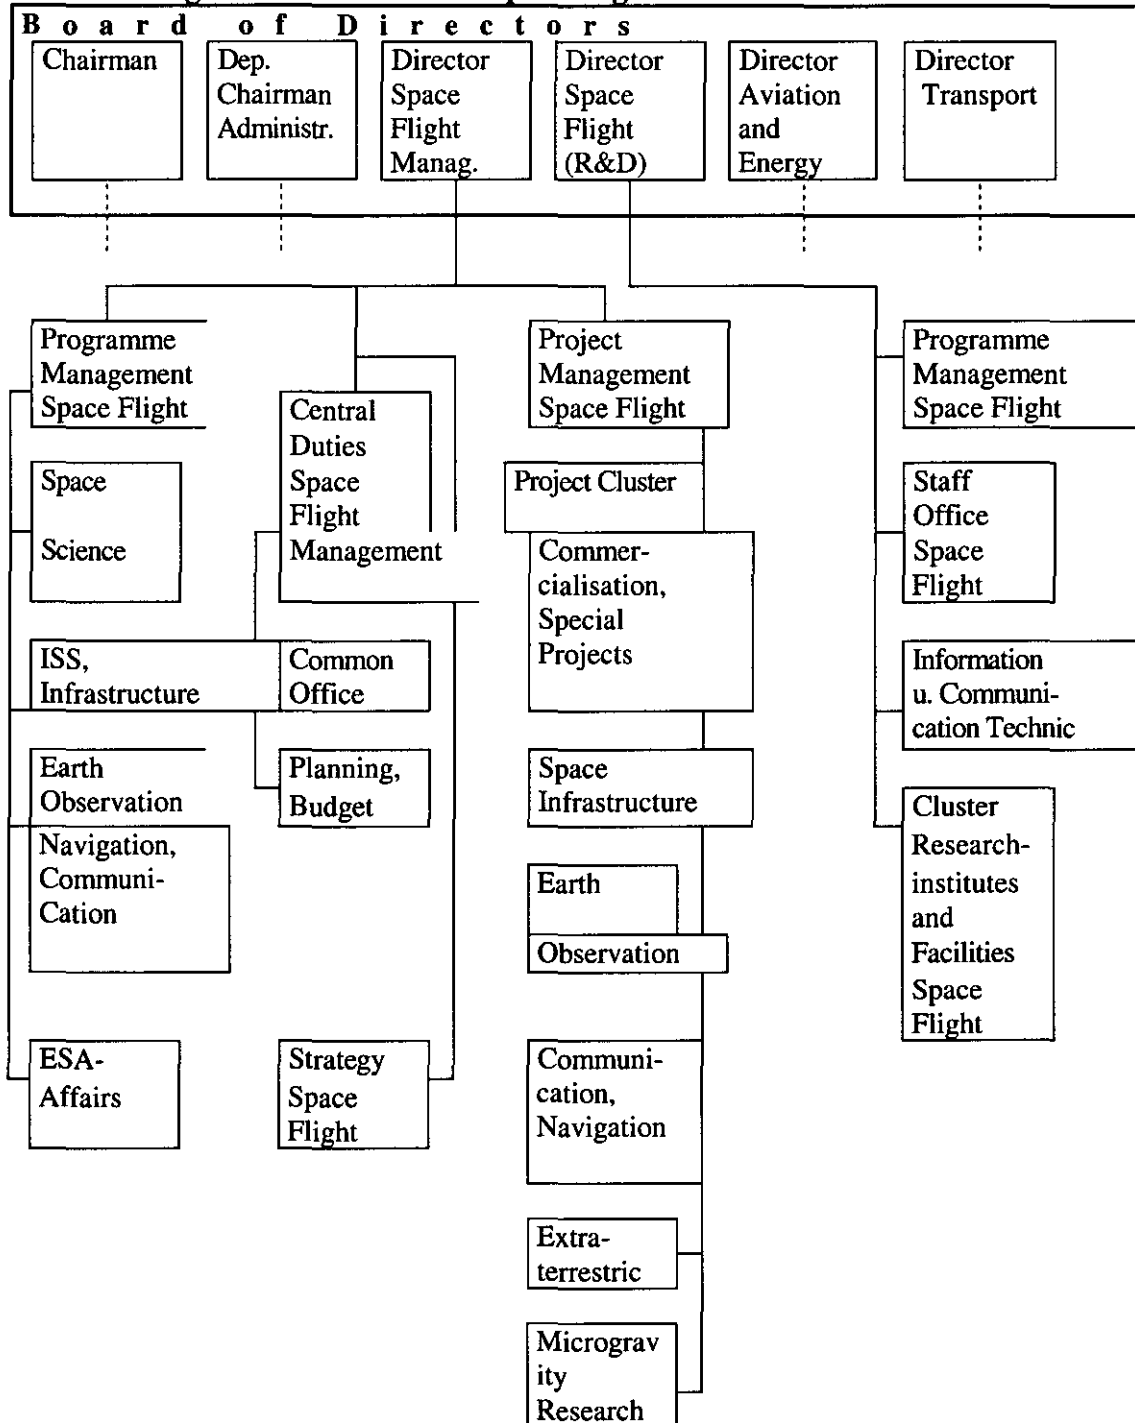 B o a r d o f D i r e c t o r s
Chairman
Dep.
Chairman
Administr.
Director
Space
Flight
Manag.
Director
Space
Flight
(R&D)
Director
Aviation
and
Energy
Director
Transport
Programme
Management
Space Flight
Space
Science
ISS,
Infrastructure
Earth
Observation
Navigation,
Communi-
Cation
ESA-
Affairs
Central
Duties
Space
Flight
Management
Common
Office
Planning,
Budget
Strategy
Space
Flight
Project
Management
Space Flight
Project Cluster
Commer-
cialisation,
Special
Projects
Space
Infrastructure
Earth
Observation
Communi-
cation,
Navigation
Extra-
terrestric
Micrograv
ity
Research
Programme
Management
Space Flight
Staff
Office
Space
Flight
Information
u. Communi-
cation Technic
Cluster
Research-
institutes
and
Facilities
Space
Flight